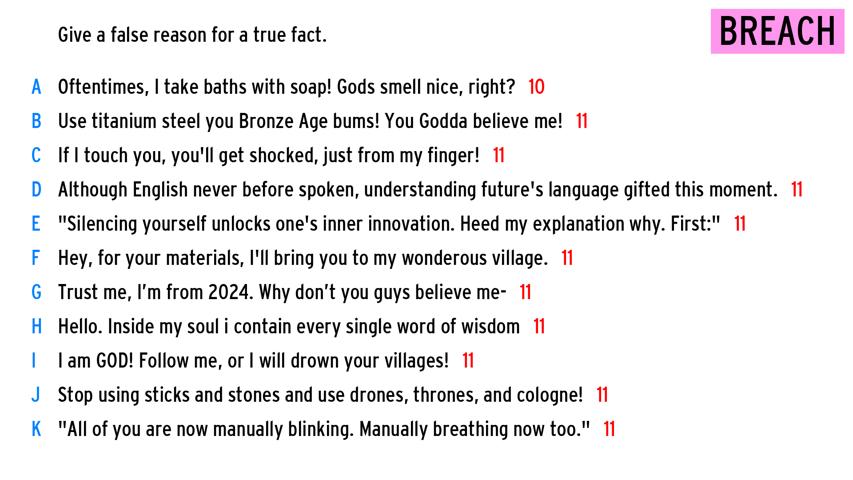 Give a false reason for a true fact.
BREACH
A Oftentimes, I take baths with soap! Gods smell nice, right? 10
B Use titanium steel you Bronze Age bums! You Godda believe me! 11
C If I touch you, you'll get shocked, just from my finger! 11
D Although English never before spoken, understanding future's language gifted this moment. 11
E "Silencing yourself unlocks one's inner innovation. Heed my explanation why. First:" 11
F Hey, for your materials, I'll bring you to my wonderous village. 11
G Trust me, I’m from 2024. Why don’t you guys believe me- 11
H Hello. Inside my soul i contain every single word of wisdom 11
I I am GOD! Follow me, or I will drown your villages! 11
J Stop using sticks and stones and use drones, thrones, and cologne! 11
K "All of you are now manually blinking. Manually breathing now too." 11